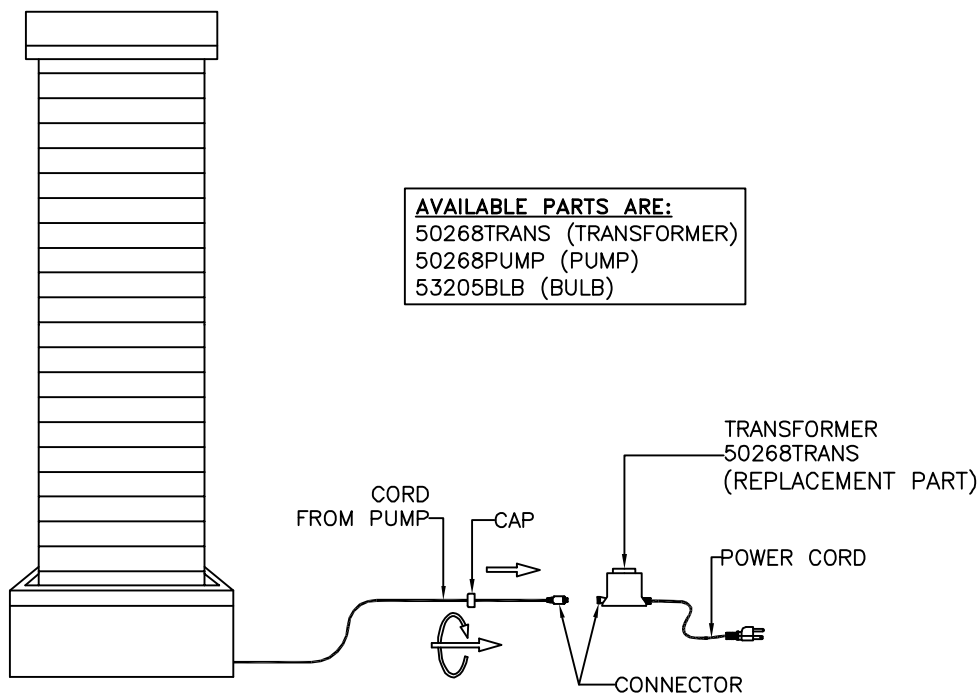 AVAILABLE PARTS ARE:
50268TRANS (TRANSFORMER)
50268PUMP (PUMP)
53205BLB (BULB)
TRANSFORMER
50268TRANS
(REPLACEMENT PART)
CORD
FROM PUMP
CAP
POWER CORD
CONNECTOR